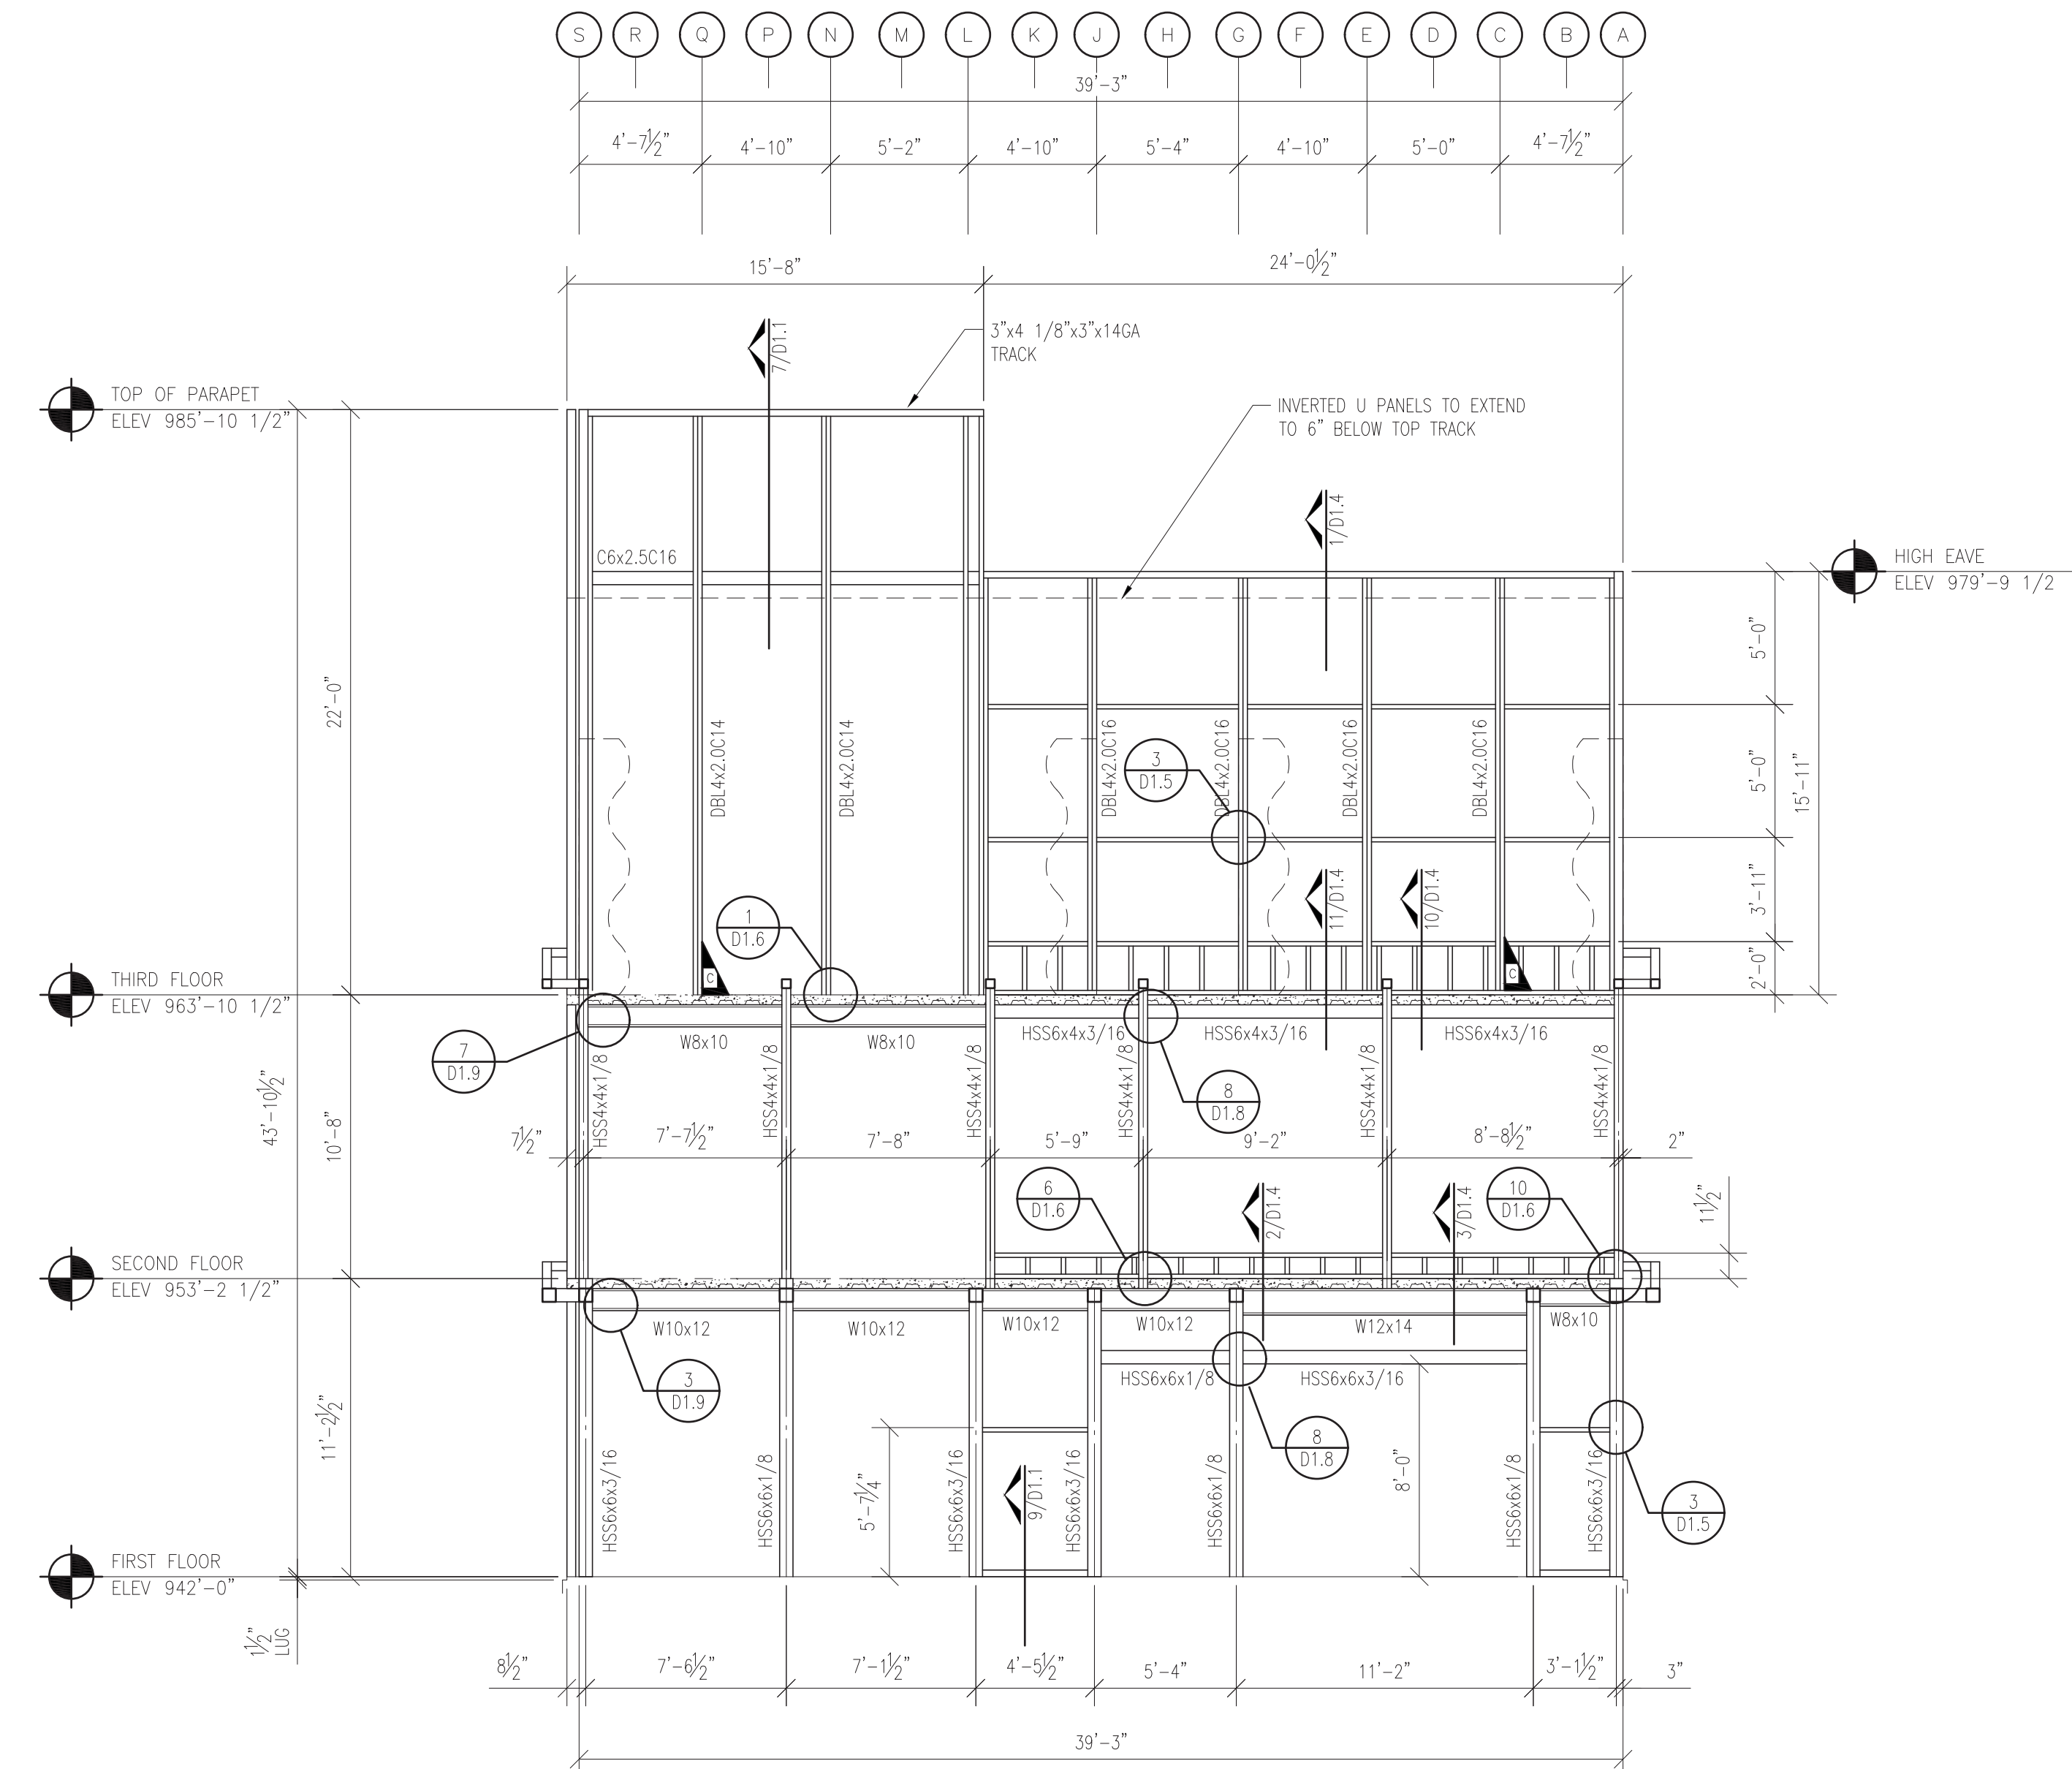 S R Q P N M L K J H G F E D C B A
39'-3"
4'-7½" 4'-10" 5'-2" 4'-10" 5'-4" 4'-10" 5'-0" 4'-7½"
15'-8" 24'-0½"
3"x4 1/8"x3"x14GA
TRACK
7/D1.1
TOP OF PARAPET
ELEV 985'-10 1/2"
INVERTED U PANELS TO EXTEND
TO 6" BELOW TOP TRACK
1/D1.4
C6x2.5C16
HIGH EAVE
ELEV 979'-9 1/2
22'-0"
5'-0"
5'-0"
15'-11"
3'-11"
2'-0"
DBL4x2.0C14
DBL4x2.0C14
DBL4x2.0C16
DBL4x2.0C16
DBL4x2.0C16
DBL4x2.0C16
3
D1.5
11/D1.4
10/D1.4
1
D1.6
C
C
THIRD FLOOR
ELEV 963'-10 1/2"
W8x10 W8x10 HSS6x4x3/16 HSS6x4x3/16 HSS6x4x3/16
7
D1.9
HSS4x4x1/8
HSS4x4x1/8
HSS4x4x1/8
HSS4x4x1/8
HSS4x4x1/8
HSS4x4x1/8
8
D1.8
43'-10½"
10'-8"
7½" 7'-7½" 7'-8" 5'-9" 9'-2" 8'-8½" 2"
6
D1.6
2/D1.4
3/D1.4
10
D1.6
11½"
SECOND FLOOR
ELEV 953'-2 1/2"
W10x12 W10x12 W10x12 W10x12 W12x14 W8x10
3
D1.9
HSS6x6x1/8 HSS6x6x3/16
11'-2½"
8
D1.8
HSS6x6x3/16
HSS6x6x1/8
5'-7¼"
HSS6x6x3/16
9/D1.1
HSS6x6x3/16
HSS6x6x1/8
8'-0"
HSS6x6x1/8
HSS6x6x3/16
3
D1.5
FIRST FLOOR
ELEV 942'-0"
1½"
LUG
8½" 7'-6½" 7'-1½" 4'-5½" 5'-4" 11'-2" 3'-1½" 3"
39'-3"